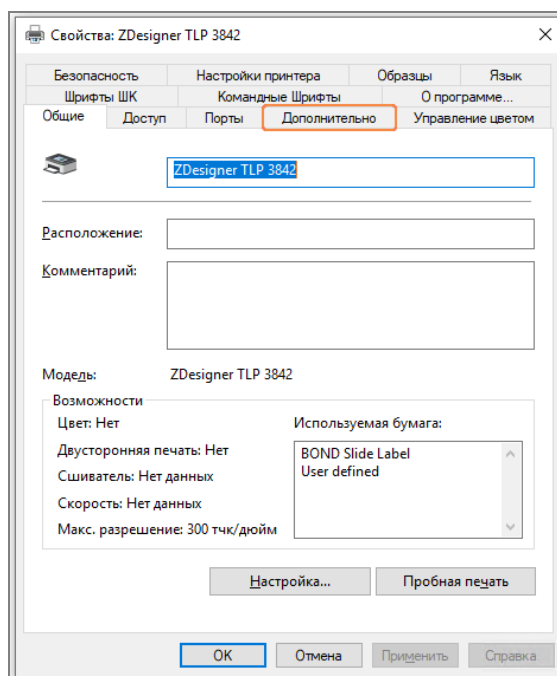 Свойства: ZDesigner TLP 3842
Безопасность Настройки принтера Образцы Язык
Шрифты ШК Командные Шрифты О программе...
Общие Доступ Порты Дополнительно Управление цветом
ZDesigner TLP 3842
Расположение:
Комментарий:
Модель: ZDesigner TLP 3842
Возможности
Цвет: Нет Используемая бумага:
Двусторонняя печать: Нет BOND Slide Label
Сшиватель: Нет данных User defined
Скорость: Нет данных
Макс. разрешение: 300 тчк/дюйм
Настройка... Пробная печать
OK Отмена Применить Справка